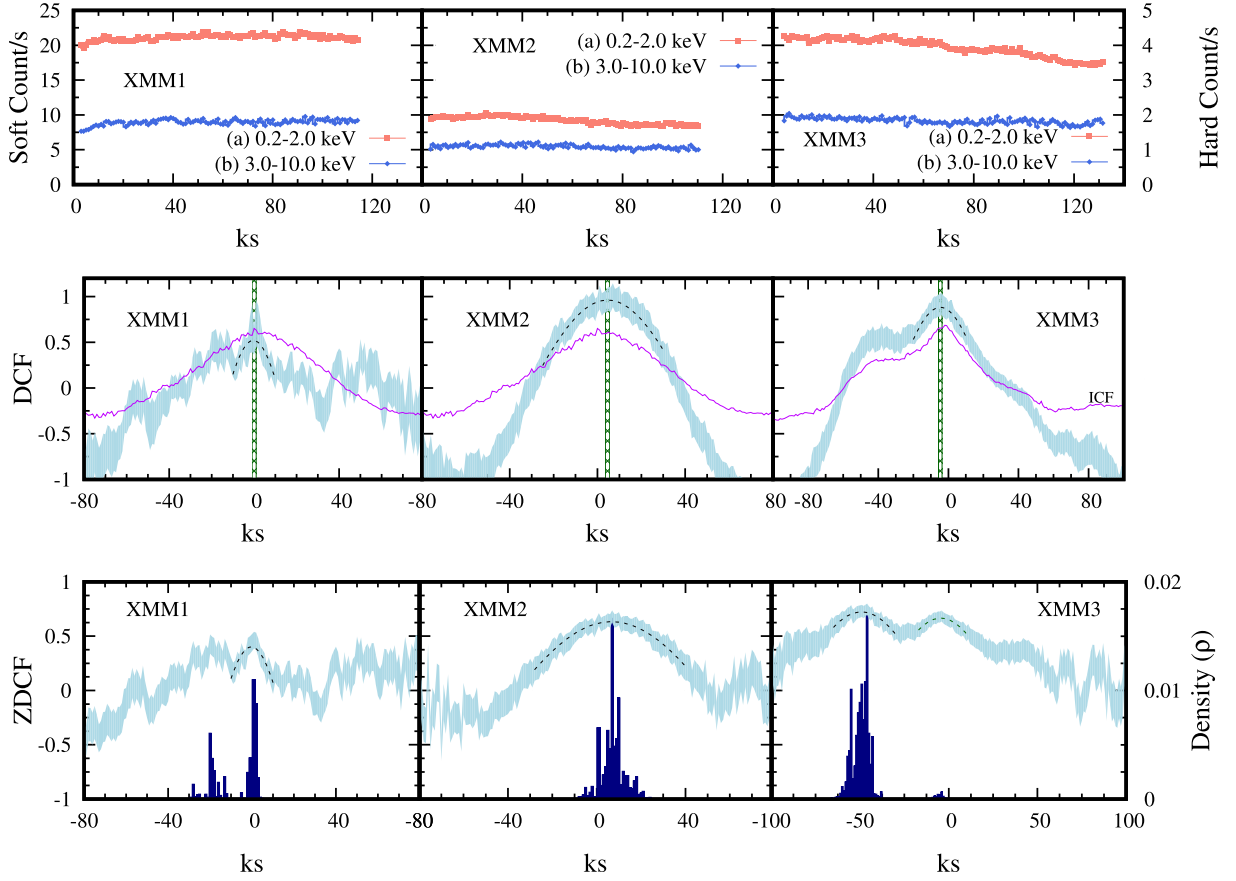 25
20
15
10
5
0
Soft Count/s
XMM1
(a) 0.2-2.0 keV
(b) 3.0-10.0 keV
0 40 80 120
ks
XMM2
(a) 0.2-2.0 keV
(b) 3.0-10.0 keV
0 40 80 120
ks
XMM3
(a) 0.2-2.0 keV
(b) 3.0-10.0 keV
0 40 80 120
ks
5
4
3
2
1
0
Hard Count/s
1
0.5
0
-0.5
-1
DCF
XMM1
-80 -40 0 40 -80
ks
XMM2
-40 0 40
ks
XMM3
ICF
80 -80 -40 0 40 80
ks
1
0.5
0
-0.5
-1
ZDCF
XMM1
-80 -40 0 40 -80
ks
XMM2
80 -40 0 40
ks
XMM3
-100 -50 0 50 100
ks
0.02
0.01
0
Density (ρ)